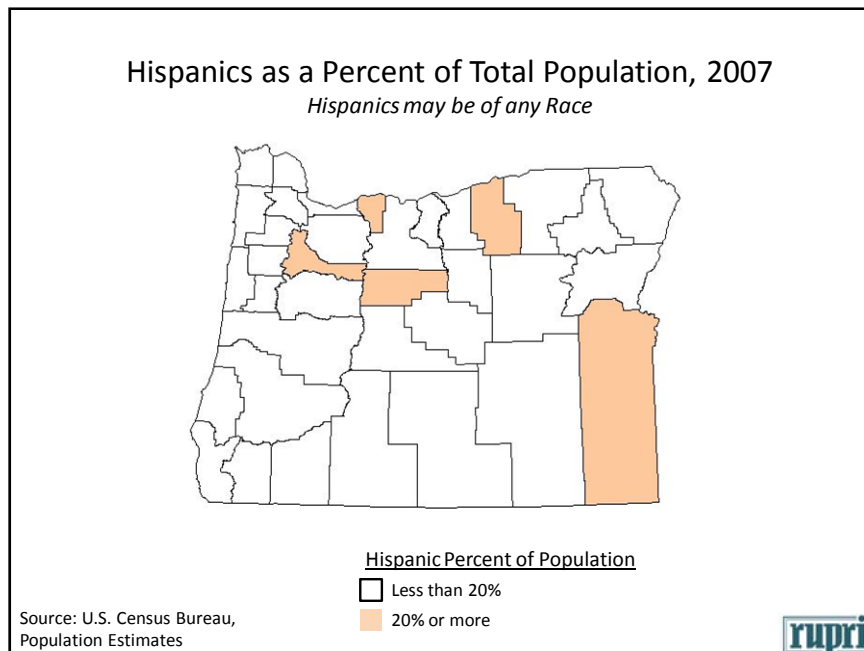 Hispanics as a Percent of Total Population, 2007
Hispanics may be of any Race
Hispanic Percent of Population
Less than 20%
20% or more
Source: U.S. Census Bureau,
Population Estimates
rupri